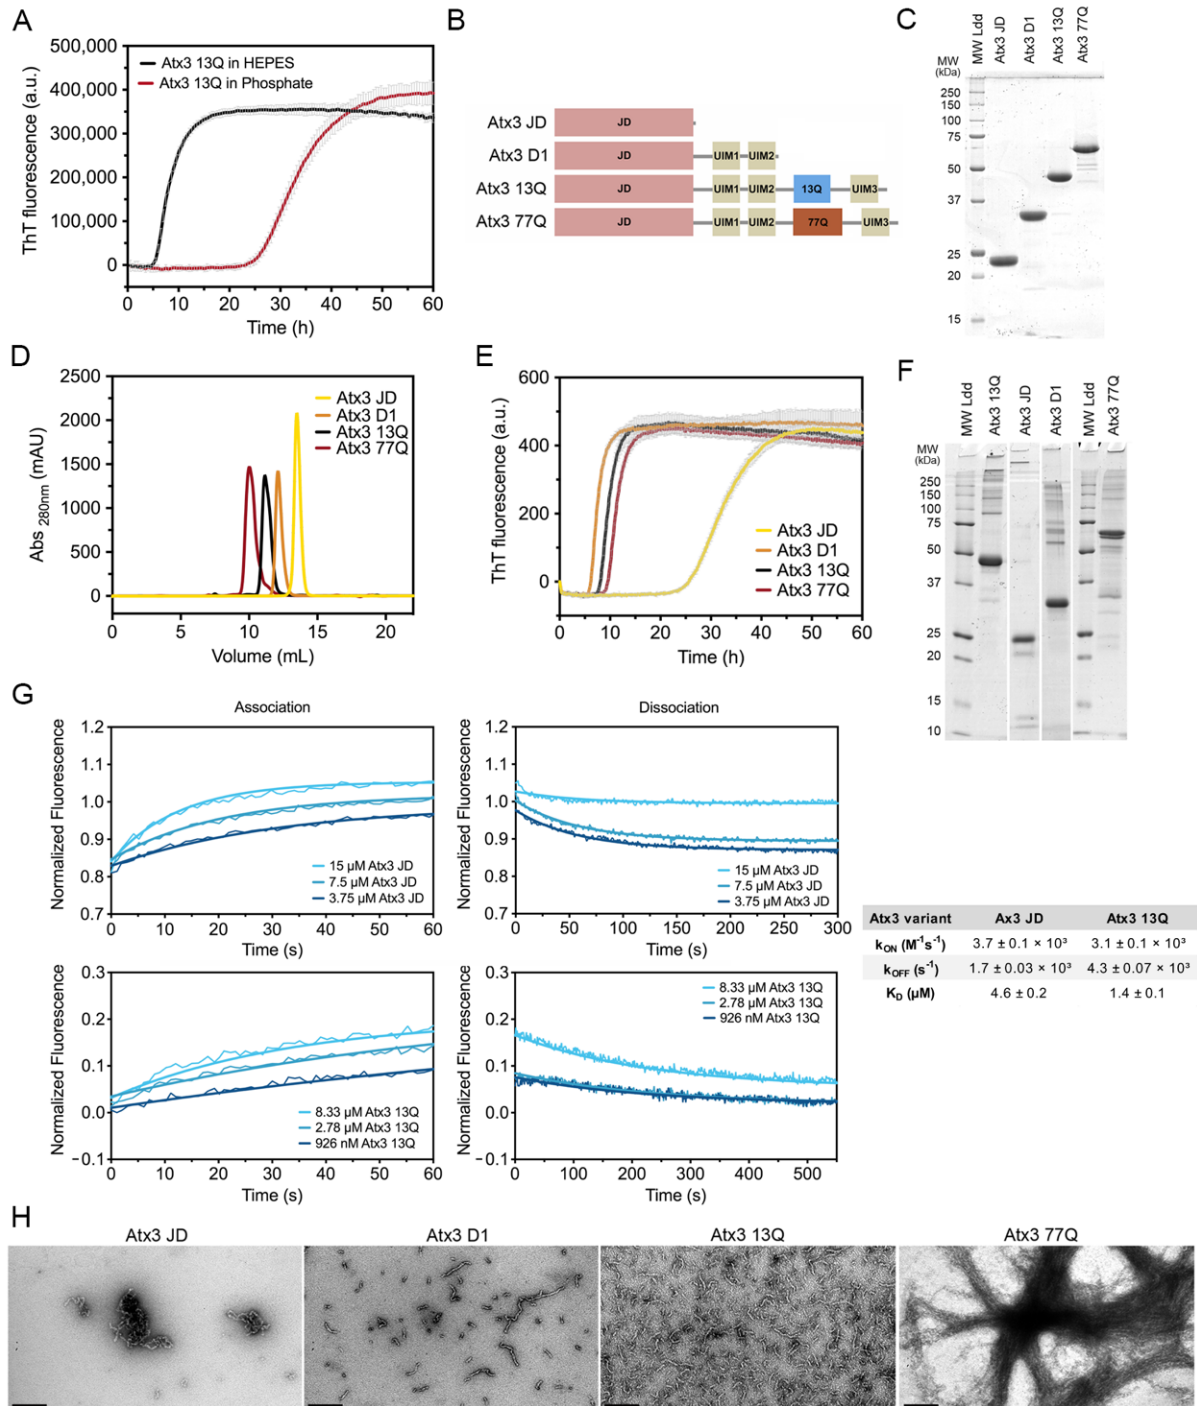 A
500,000
400,000
300,000
200,000
100,000
0
ThT fluorescence (a.u.)
Atx3 13Q in HEPES
Atx3 13Q in Phosphate
0 10 20 30 40 50 60
Time (h)
B
Atx3 JD JD
Atx3 D1 JD UIM1 UIM2
Atx3 13Q JD UIM1 UIM2 13Q UIM3
Atx3 77Q JD UIM1 UIM2 77Q UIM3
C
MW Ldd
Atx3 JD
Atx3 D1
Atx3 13Q
Atx3 77Q
MW
(kDa)
250
150
100
75
50
37
25
20
15
D
2500
2000
1500
1000
500
0
Abs 280nm (mAU)
Atx3 JD
Atx3 D1
Atx3 13Q
Atx3 77Q
0 5 10 15 20
Volume (mL)
E
600
400
200
0
ThT fluorescence (a.u.)
Atx3 JD
Atx3 D1
Atx3 13Q
Atx3 77Q
0 10 20 30 40 50 60
Time (h)
F
MW Ldd
Atx3 13Q
Atx3 JD
Atx3 D1
MW Ldd
Atx3 77Q
MW
(kDa)
250
150
100
75
50
37
25
20
15
10
G
Association
1.2
1.1
1.0
0.9
0.8
0.7
Normalized Fluorescence
15 μM Atx3 JD
7.5 μM Atx3 JD
3.75 μM Atx3 JD
0 10 20 30 40 50 60
Time (s)
Dissociation
1.2
1.1
1.0
0.9
0.8
0.7
Normalized Fluorescence
15 μM Atx3 JD
7.5 μM Atx3 JD
3.75 μM Atx3 JD
0 50 100 150 200 250 300
Time (s)
0.3
0.2
0.1
0.0
−0.1
Normalized Fluorescence
8.33 μM Atx3 13Q
2.78 μM Atx3 13Q
926 nM Atx3 13Q
0 10 20 30 40 50 60
Time (s)
0.3
0.2
0.1
0.0
−0.1
Normalized Fluorescence
8.33 μM Atx3 13Q
2.78 μM Atx3 13Q
926 nM Atx3 13Q
0 100 200 300 400 500
Time (s)
Atx3 variant Ax3 JD Atx3 13Q
kON (M⁻¹s⁻¹) 3.7 ± 0.1 × 10³ 3.1 ± 0.1 × 10³
kOFF (s⁻¹) 1.7 ± 0.03 × 10³ 4.3 ± 0.07 × 10³
KD (μM) 4.6 ± 0.2 1.4 ± 0.1
H
Atx3 JD
Atx3 D1
Atx3 13Q
Atx3 77Q